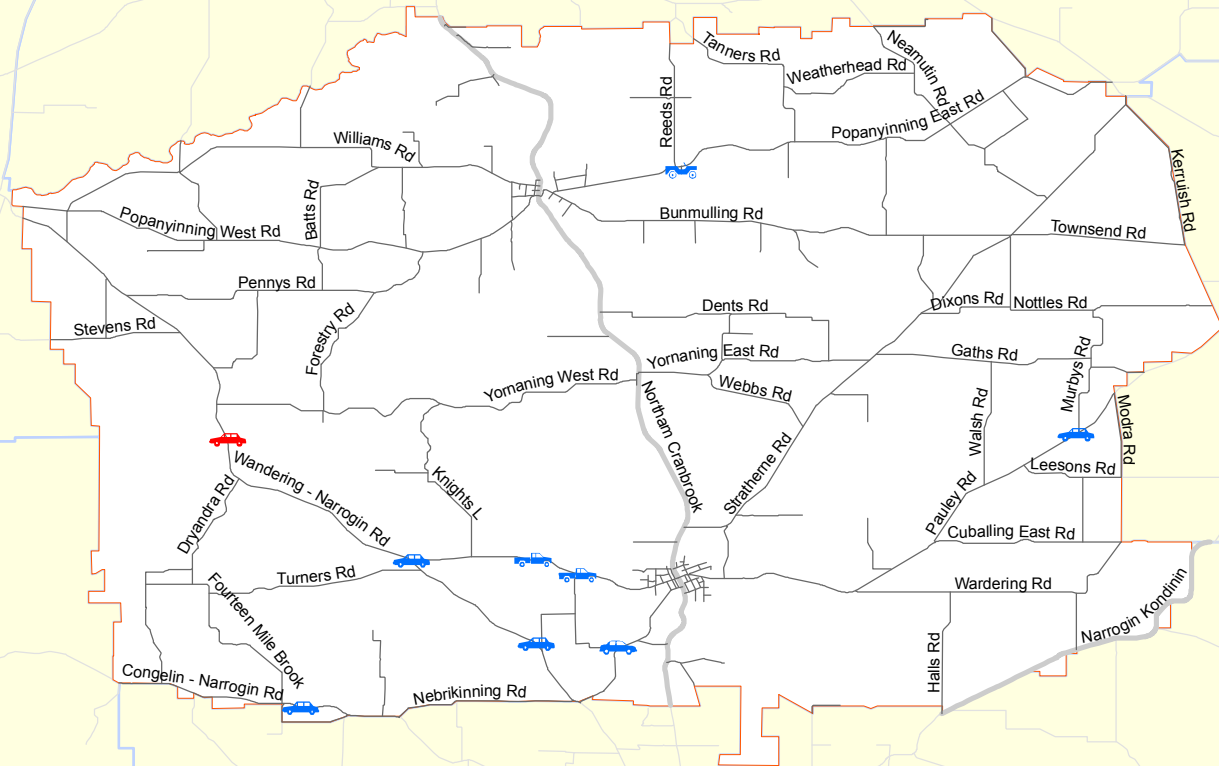 Tanners Rd
Neamutin Rd
Weatherhead Rd
Reeds Rd
Popanyinning East Rd
Williams Rd
Kerruish Rd
Batts Rd
Popanyinning West Rd
Bunmulling Rd
Townsend Rd
Pennys Rd
Dixons Rd
Nottles Rd
Dents Rd
Stevens Rd
Forestry Rd
Yornaning East Rd
Gaths Rd
Murbys Rd
Yornaning West Rd
Webbs Rd
Northam Cranbrook
Walsh Rd
Modra Rd
Wandering - Narrogin Rd
Knights L
Stratherne Rd
Leesons Rd
Pauley Rd
Dryandra Rd
Cuballing East Rd
Turners Rd
Fourteen Mile Brook
Wardering Rd
Narrogin Kondinin
Halls Rd
Congelin - Narrogin Rd
Nebrikinning Rd